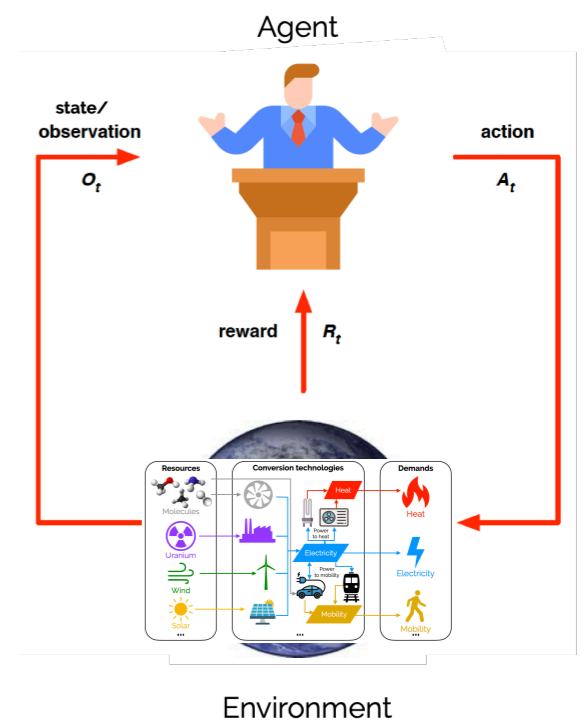 Agent
state/
observation
O_t
action
A_t
reward
R_t
Resources
Conversion technologies
Demands
Molecules
Uranium
Wind
Solar
...
Heat
Power
to heat
Electricity
Power
to mobility
Mobility
...
Heat
Electricity
Mobility
...
Environment